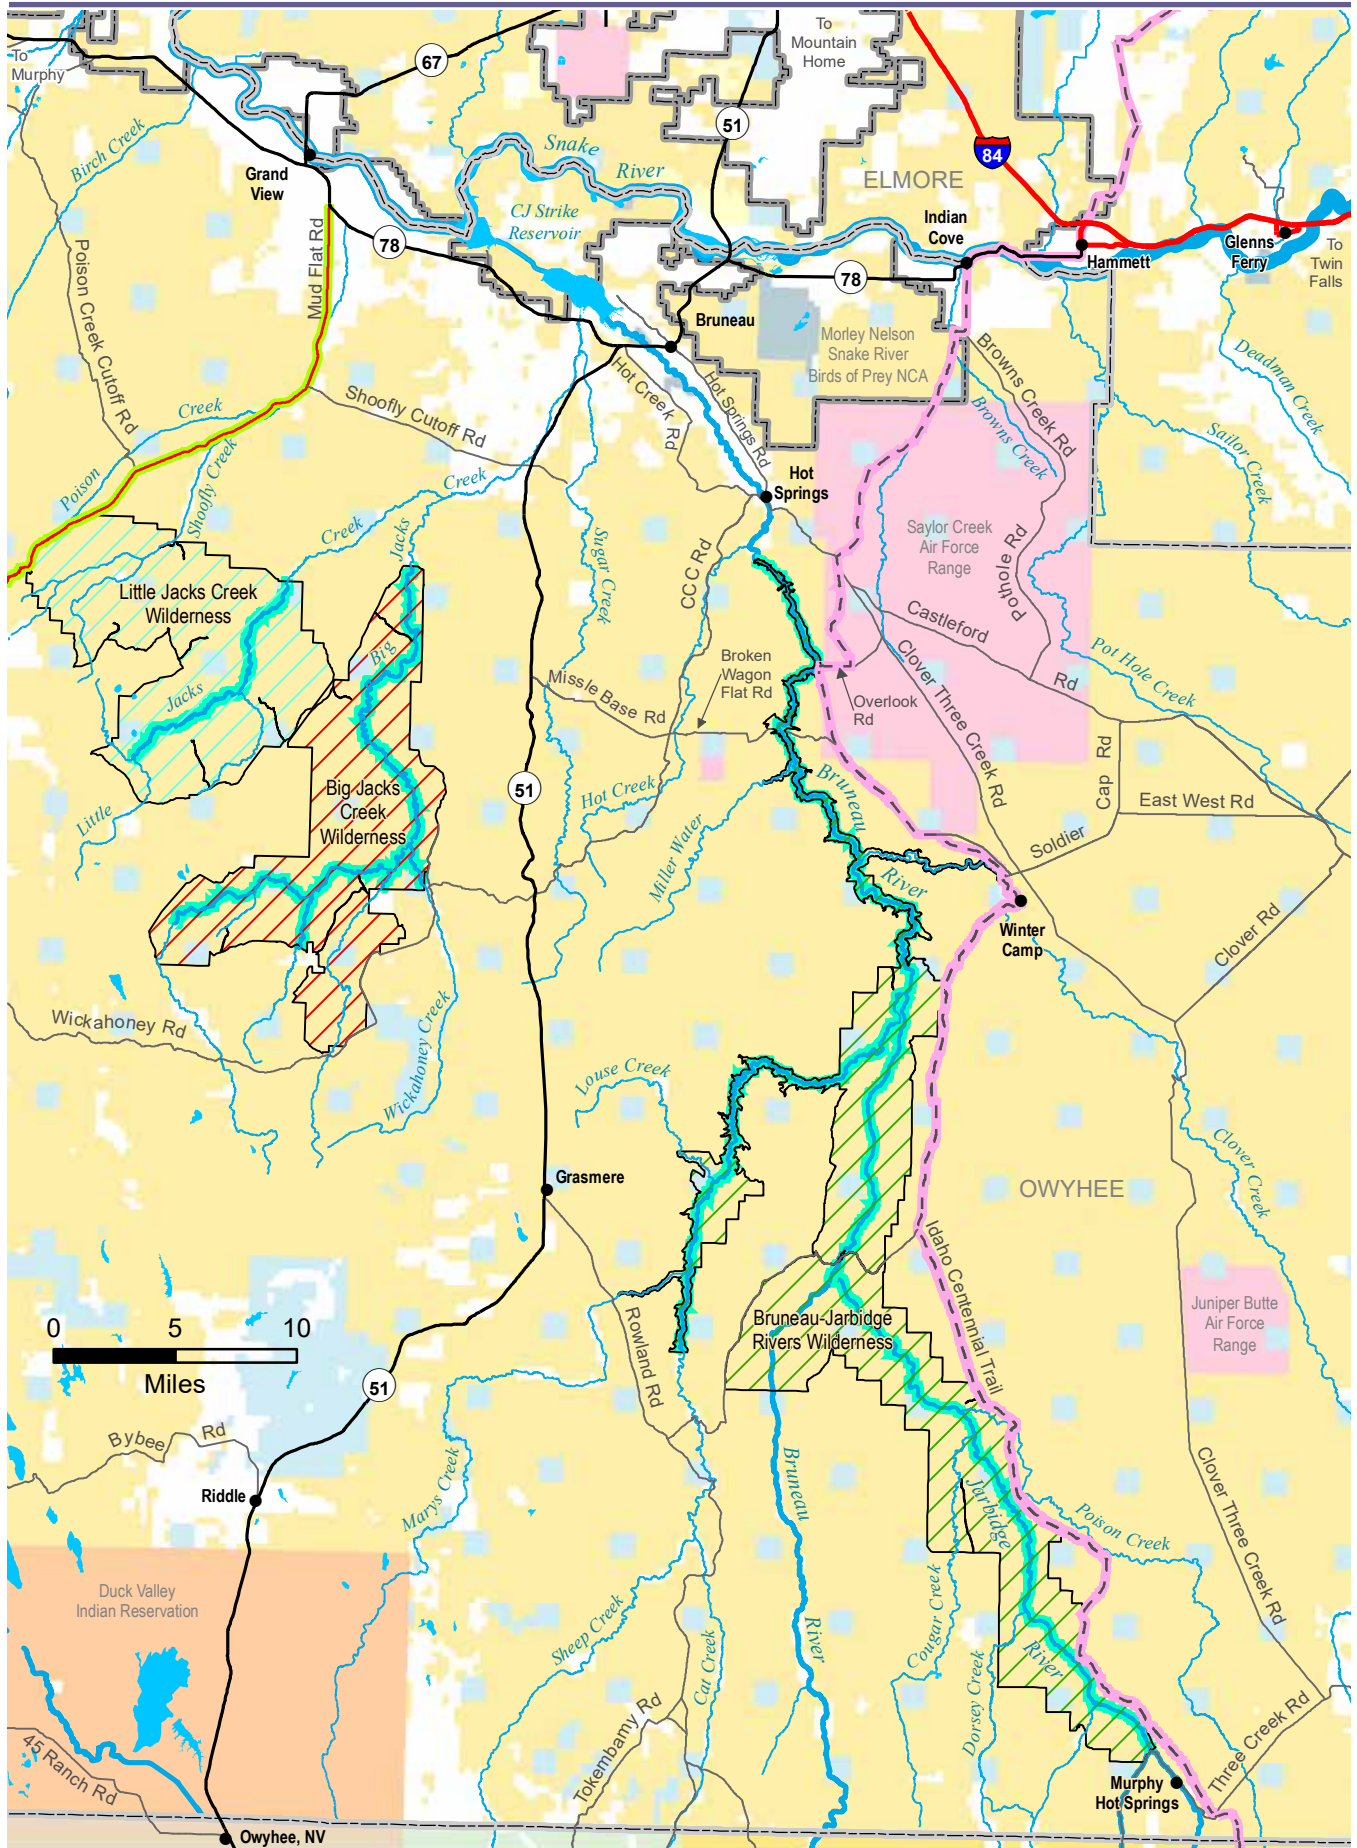 To
Murphy
67
To
Mountain
Home
51
84
ELMORE
Snake
River
Birch Creek
Grand
View
CJ Strike
Reservoir
Indian
Cove
Hammett
Glenns
Ferry
To
Twin
Falls
78
78
Mud Flat Rd
Poison Creek Cutoff Rd
Bruneau
Morley Nelson
Snake River
Birds of Prey NCA
Browns Creek Rd
Browns Creek
Deadman Creek
Sailor Creek
Hot Creek Rd
Hot Springs Rd
Shoofly Cutoff Rd
Creek
Poison
Shoofly Creek
Creek
Creek
Jacks
Hot
Springs
Saylor Creek
Air Force
Range
Pothole Rd
Sugar Creek
CCC Rd
Little Jacks Creek
Wilderness
Castleford
Rd
Clover Three Creek Rd
Pot Hole Creek
Big
Jacks
Little
Broken
Wagon
Flat Rd
Missle Base Rd
Overlook
Rd
Big Jacks
Creek
Wilderness
51
Hot Creek
Miller Water
Bruneau
River
Cap Rd
East West Rd
Soldier
Winter
Camp
Clover Rd
Wickahoney Rd
Wickahoney Creek
Louse Creek
Clover Creek
Grasmere
OWYHEE
Idaho Centennial Trail
0 5 10
Miles
Rowland Rd
Bruneau-Jarbidge
Rivers Wilderness
Juniper Butte
Air Force
Range
51
Bybee Rd
Riddle
Marys Creek
Bruneau
River
Jarbidge
River
Poison Creek
Clover Three Creek Rd
Duck Valley
Indian Reservation
Sheep Creek
Cat Creek
Cougar Creek
Dorsey Creek
Tokembamy Rd
45 Ranch Rd
Murphy
Hot Springs
Three Creek Rd
Owyhee, NV